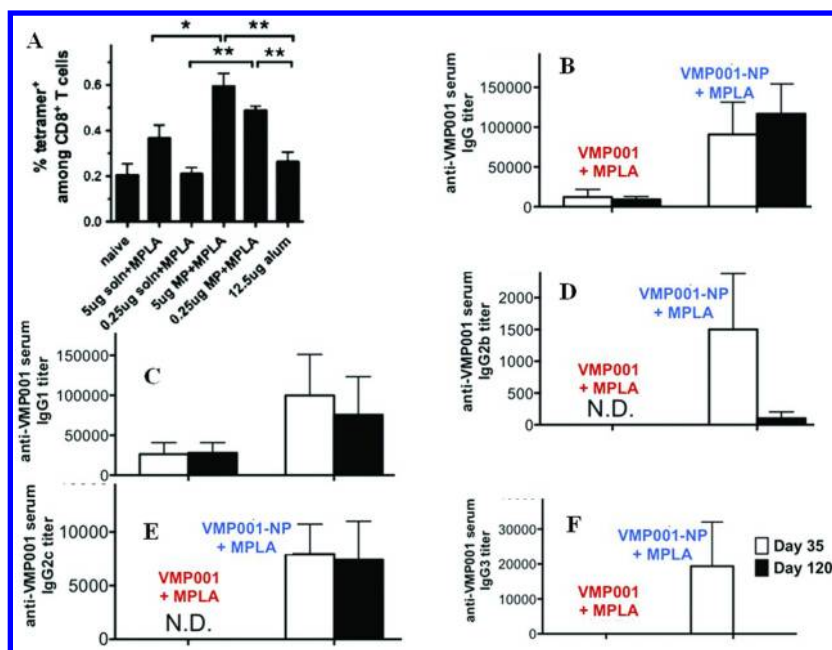 A
* **
** **
% tetramer+
among CD8+ T cells
0.6
0.4
0.2
0.0
naive
5ug soln+MPLA
0.25ug soln+MPLA
5ug MP+MPLA
0.25ug MP+MPLA
12.5ug alum
B
anti-VMP001 serum
IgG titer
150000
100000
50000
0
VMP001
+ MPLA
VMP001-NP
+ MPLA
C
anti-VMP001 serum
IgG1 titer
150000
100000
50000
0
D
anti-VMP001 serum
IgG2b titer
2000
1500
1000
500
0
VMP001
+ MPLA
N.D.
VMP001-NP
+ MPLA
E
anti-VMP001 serum
IgG2c titer
10000
5000
0
VMP001
+ MPLA
N.D.
VMP001-NP
+ MPLA
F
anti-VMP001 serum
IgG3 titer
30000
20000
10000
0
VMP001
+ MPLA
VMP001-NP
+ MPLA
Day 35
Day 120